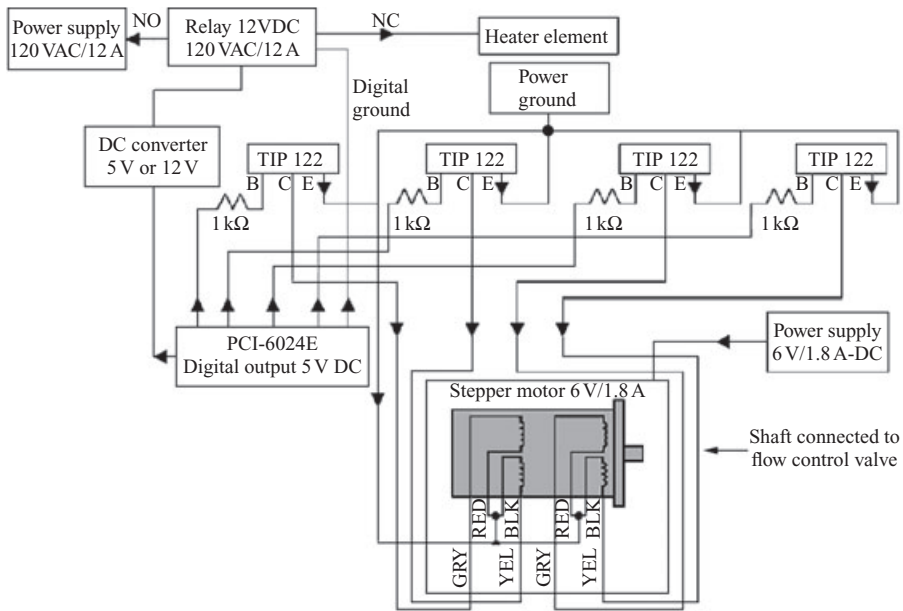 Power supply
120 VAC/12 A
NO
Relay 12VDC
120 VAC/12 A
NC
Heater element
Digital
ground
Power
ground
DC converter
5 V or 12 V
TIP 122
B C E
1 kΩ
TIP 122
B C E
1 kΩ
TIP 122
B C E
1 kΩ
TIP 122
B C E
1 kΩ
PCI-6024E
Digital output 5 V DC
Power supply
6 V/1.8 A-DC
Stepper motor 6 V/1.8 A
Shaft connected to
flow control valve
GRY
RED
YEL
BLK
GRY
RED
YEL
BLK